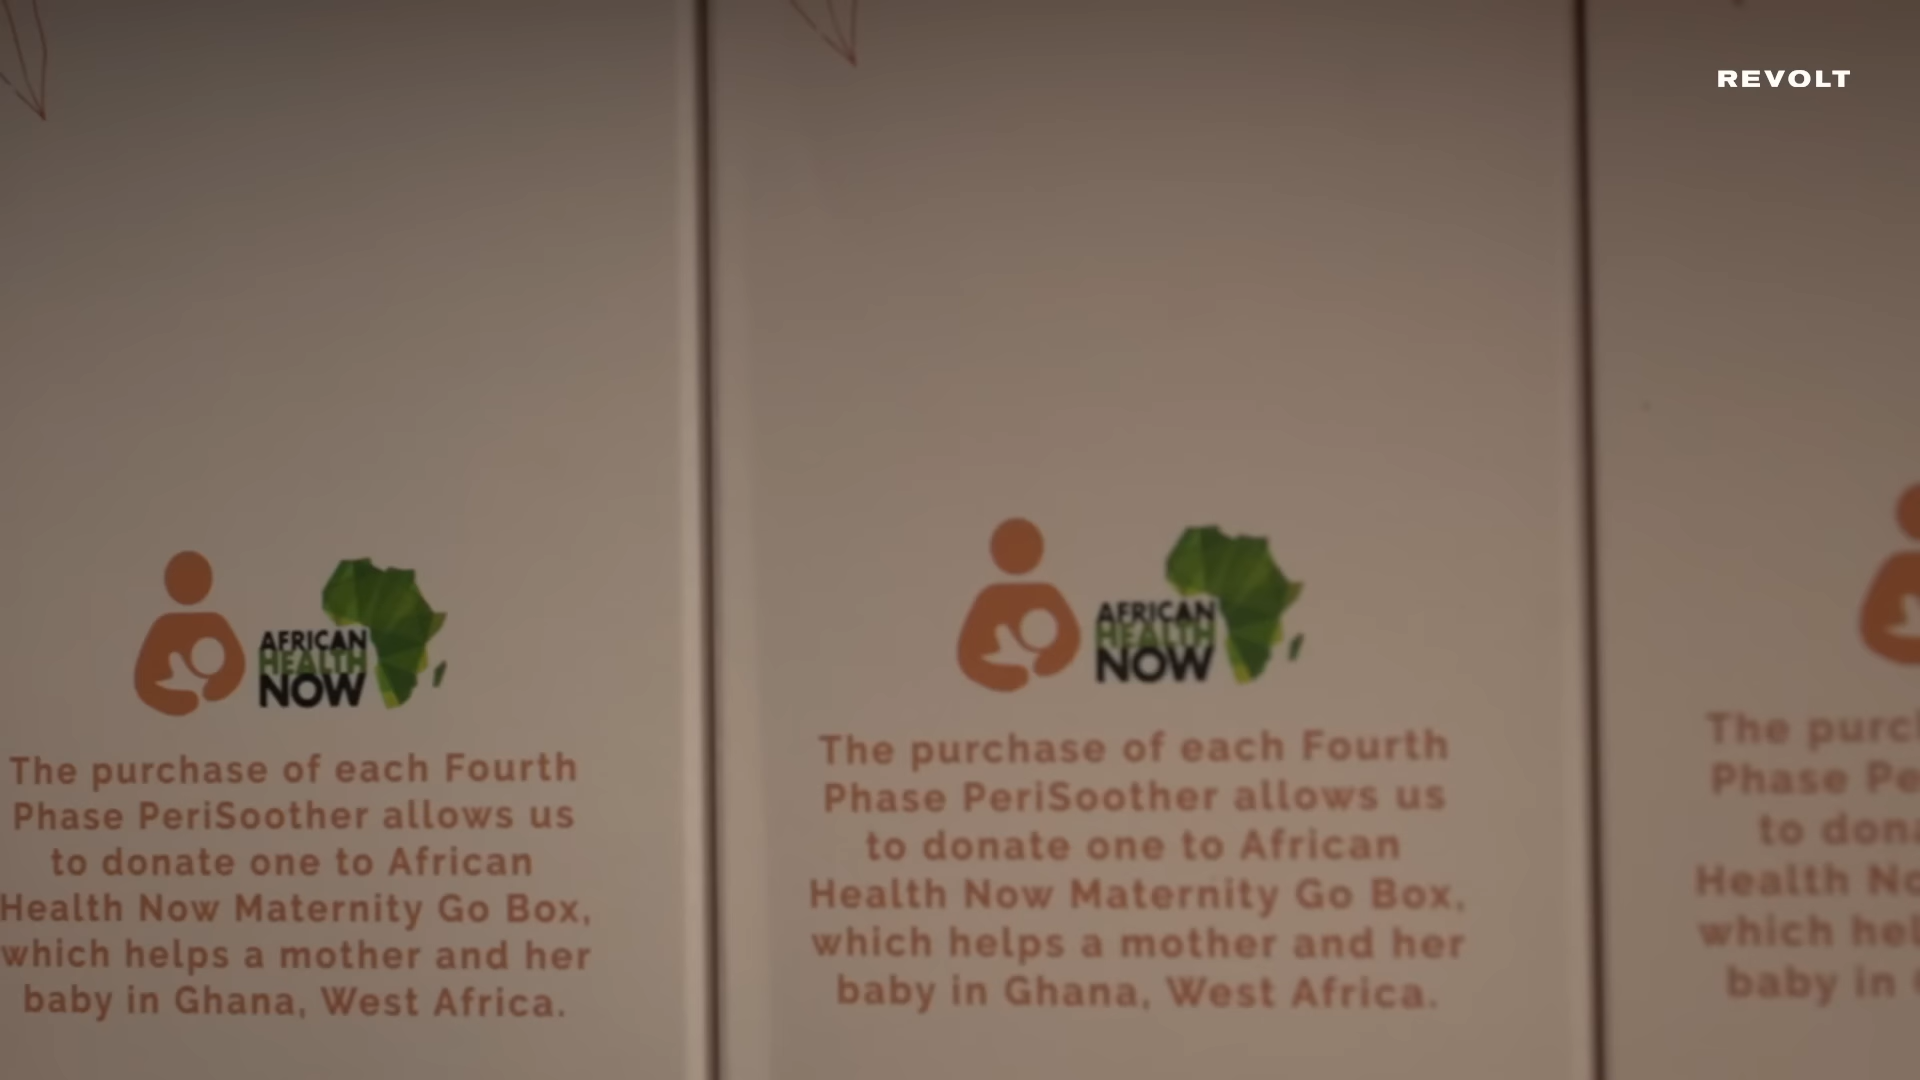 REVOLT
AFRICAN
HEALTH
NOW
The purchase of each Fourth
Phase PeriSoother allows us
to donate one to African
Health Now Maternity Go Box,
which helps a mother and her
baby in Ghana, West Africa.
AFRICAN
HEALTH
NOW
The purchase of each Fourth
Phase PeriSoother allows us
to donate one to African
Health Now Maternity Go Box,
which helps a mother and her
baby in Ghana, West Africa.
The purc
Phase Pe
to dona
Health No
which hel
baby in